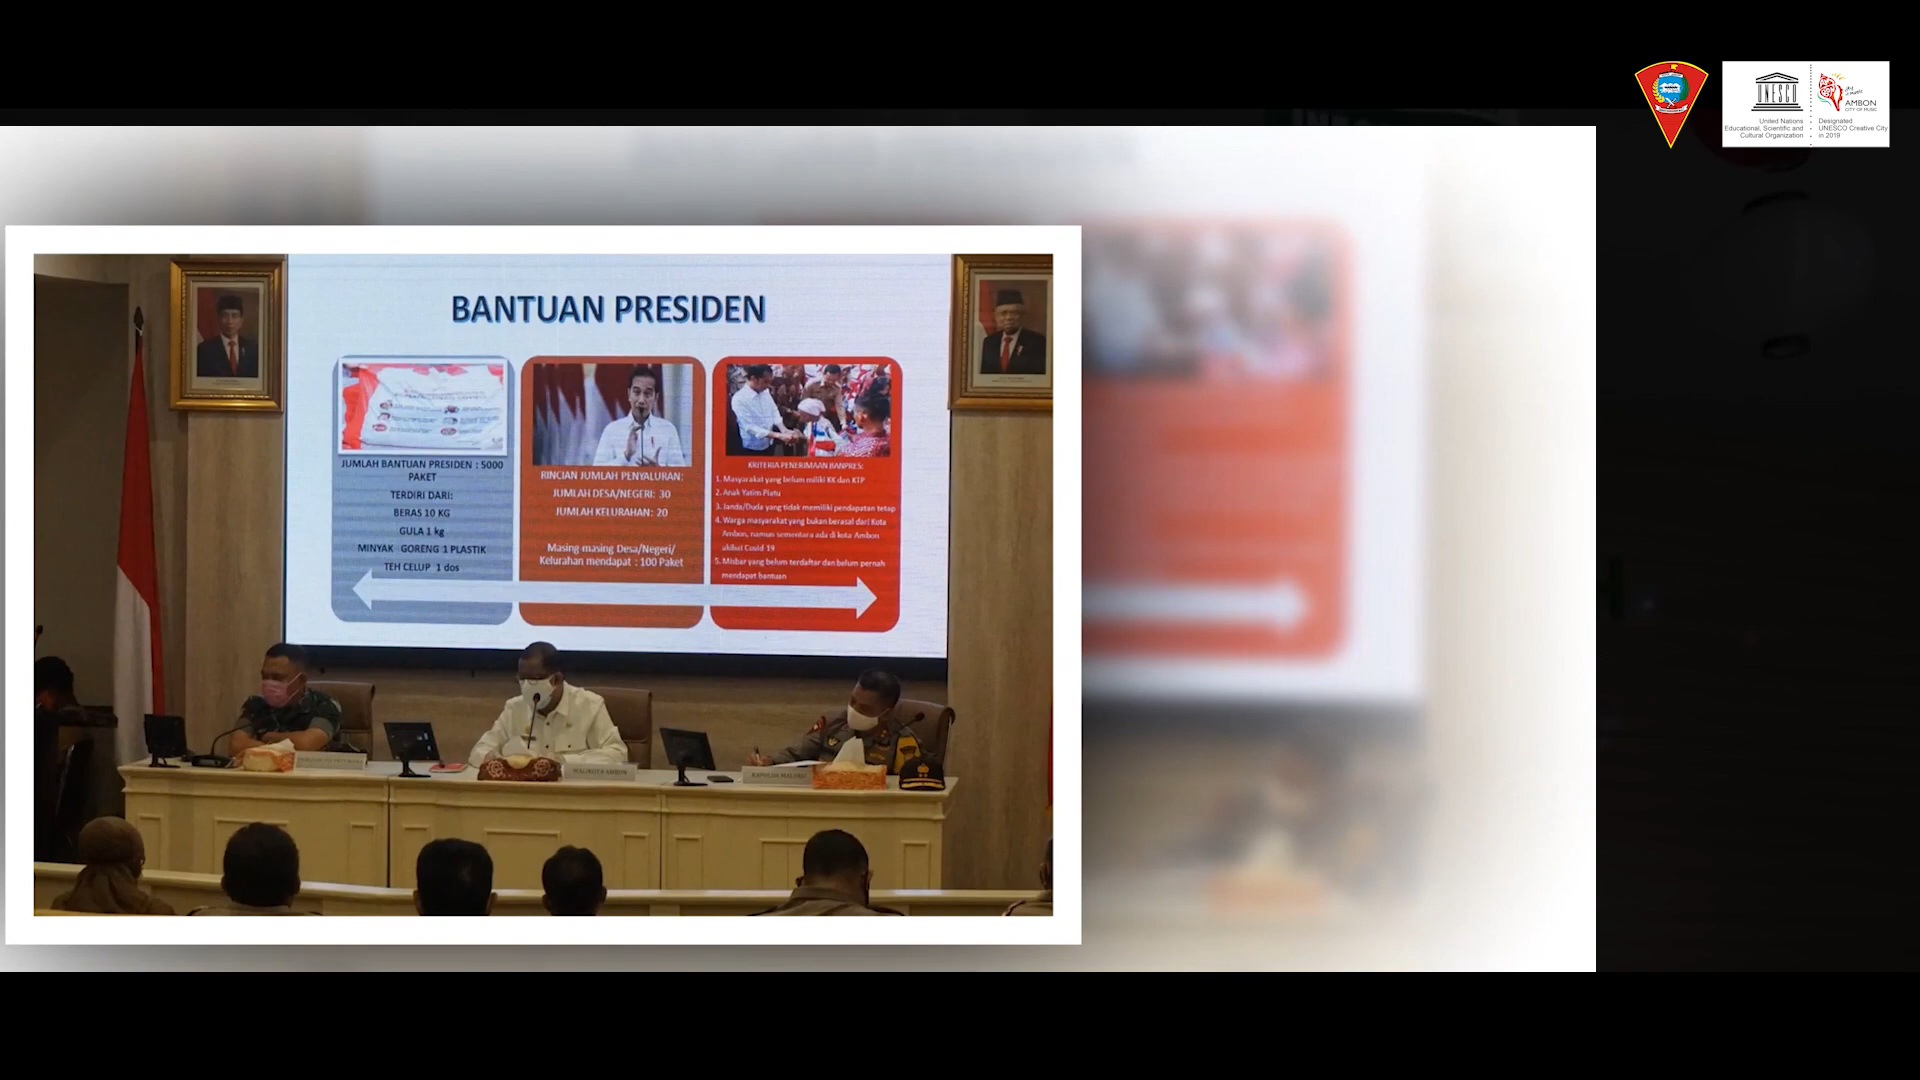 UNESCO
United Nations
Educational, Scientific and
Cultural Organization
AMBON
CITY OF MUSIC
Designated
UNESCO Creative City
in 2019
BANTUAN PRESIDEN
JUMLAH BANTUAN PRESIDEN : 5000
PAKET
TERDIRI DARI:
BERAS 10 KG
GULA 1 kg
MINYAK GORENG 1 PLASTIK
TEH CELUP 1 dos
RINCIAN JUMLAH PENYALURAN:
JUMLAH DESA/NEGERI: 30
JUMLAH KELURAHAN: 20
Masing masing Desa/Negeri/
Kelurahan mendapat : 100 Paket
KRITERIA PENERIMAAN BANPRES:
1. Masyarakat yang belum miliki KK dan KTP
2. Anak Yatim Piatu
3. Janda/Duda yang tidak memiliki pendapatan tetap
4. Warga masyarakat yang bukan berasal dari Kota
Ambon, namun sementara ada di kota Ambon
akibat Covid 19
5. Misbar yang belum terdaftar dan belum pernah
mendapat bantuan
WALIKOTA AMBON
KAPOLDA MALUKU